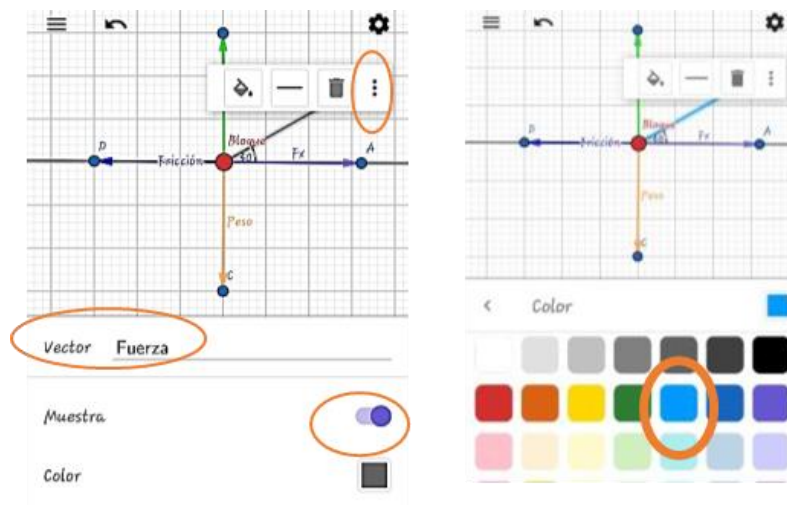 D
Fricción
Bloque
30
Fx
A
Peso
C
Vector Fuerza
Muestra
Color
D
Fricción
Bloque
Fx
A
Peso
C
Color